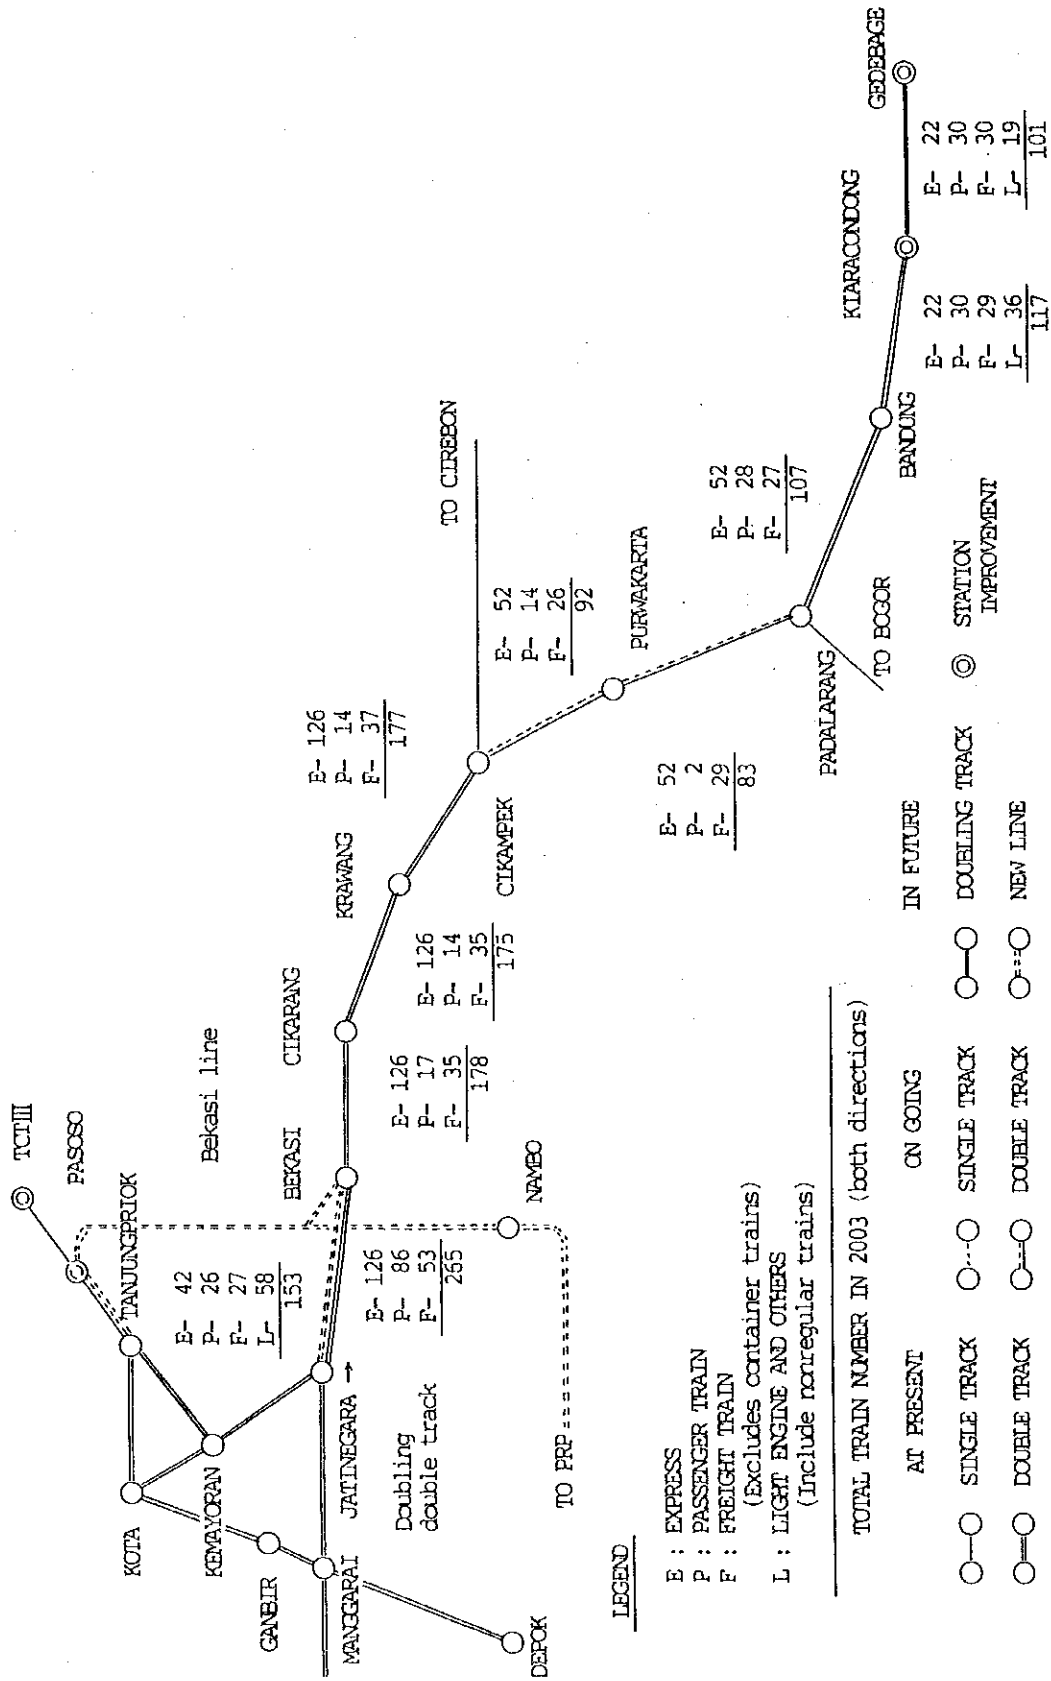 TCTⅢ
PASOSO
TANJUNGPRIOK
KOTA
KEMAYORAN
GANBIR
MANGGARAI
JATINEGARA →
DEPOK
Doubling
double track
E- 42
P- 26
F- 27
L- 58
153
Bekasi line
BEKASI
E- 126
P- 86
F- 53
265
NAMBO
TO PRP
CIKARANG
E- 126
P- 17
F- 35
178
KRAWANG
E- 126
P- 14
F- 35
175
CIKAMPEK
E- 126
P- 14
F- 37
177
TO CIREBON
E- 52
P- 14
F- 26
92
PURWAKARTA
E- 52
P- 2
F- 29
83
PADALARANG
TO BOGOR
E- 52
P- 28
F- 27
107
BANDUNG
KIARACONDONG
E- 22
P- 30
F- 29
L- 36
117
GEDEBAGE
E- 22
P- 30
F- 30
L- 19
101
LEGEND
E : EXPRESS
P : PASSENGER TRAIN
F : FREIGHT TRAIN
(Excludes container trains)
L : LIGHT ENGINE AND OTHERS
(Include nonregular trains)
TOTAL TRAIN NUMBER IN 2003 (both directions)
AT PRESENT ON GOING IN FUTURE
SINGLE TRACK SINGLE TRACK DOUBLING TRACK STATION
IMPROVEMENT
DOUBLE TRACK DOUBLE TRACK NEW LINE